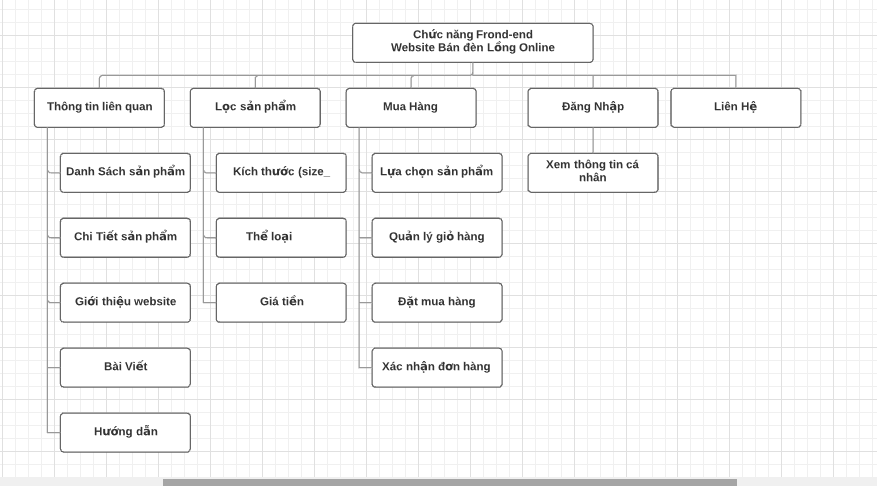 Chức năng Frond-end
Website Bán đèn Lồng Online
Thông tin liên quan
Lọc sản phẩm
Mua Hàng
Đăng Nhập
Liên Hệ
Danh Sách sản phẩm
Kích thước (size_
Lựa chọn sản phẩm
Xem thông tin cá
nhân
Chi Tiết sản phẩm
Thể loại
Quản lý giỏ hàng
Giới thiệu website
Giá tiền
Đặt mua hàng
Bài Viết
Xác nhận đơn hàng
Hướng dẫn